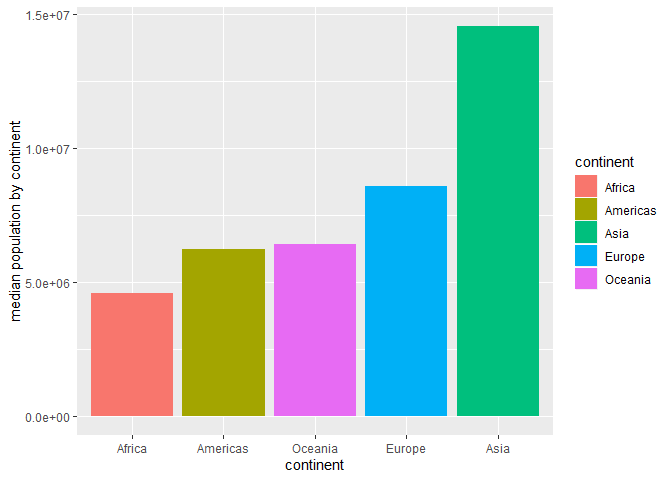 median population by continent
1.5e+07
1.0e+07
5.0e+06
0.0e+00
Africa
Americas
Oceania
Europe
Asia
continent
continent
Africa
Americas
Asia
Europe
Oceania